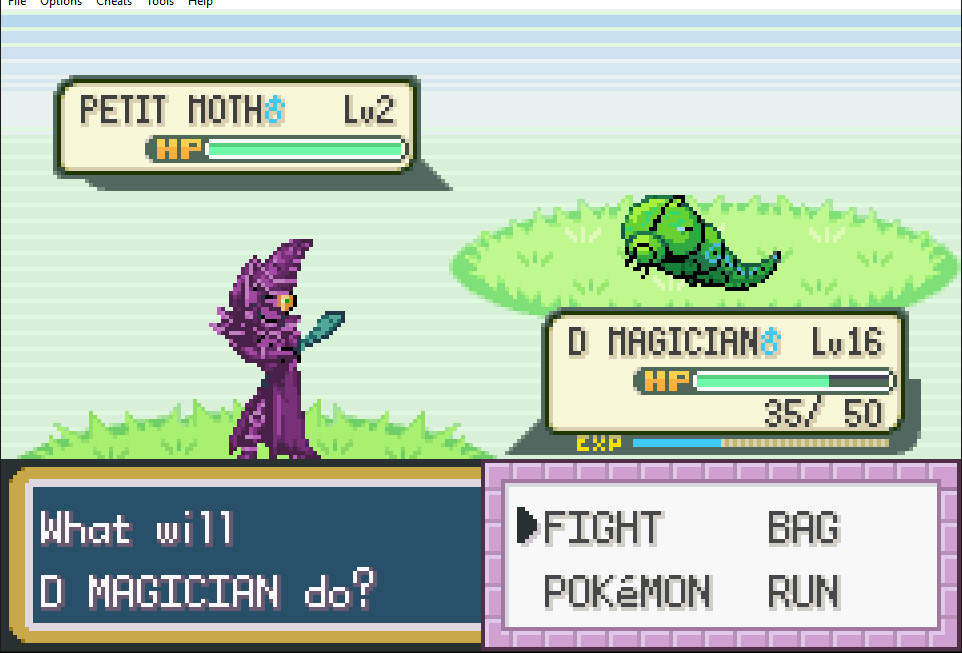 File Options Cheats Tools Help
PETIT MOTH♂ Lv2
HP
D MAGICIAN♂ Lv16
HP
35/ 50
EXP
What will
D MAGICIAN do?
FIGHT BAG
POKéMON RUN